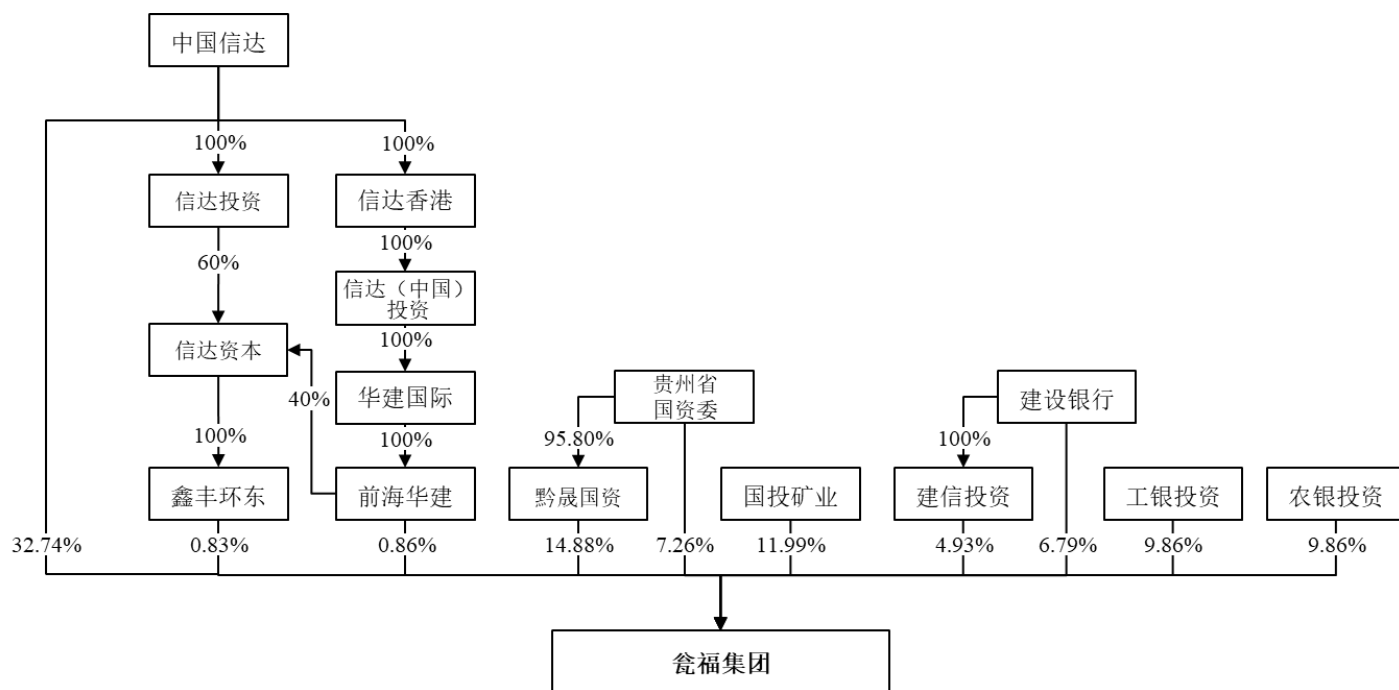 中国信达
100%
100%
信达投资
信达香港
100%
60%
信达（中国）
投资
信达资本
100%
贵州省
国资委
华建国际
建设银行
40%
100%
100%
95.80%
100%
鑫丰环东
前海华建
黔晟国资
国投矿业
建信投资
工银投资
农银投资
32.74%
0.83%
0.86%
14.88%
7.26%
11.99%
4.93%
6.79%
9.86%
9.86%
瓮福集团